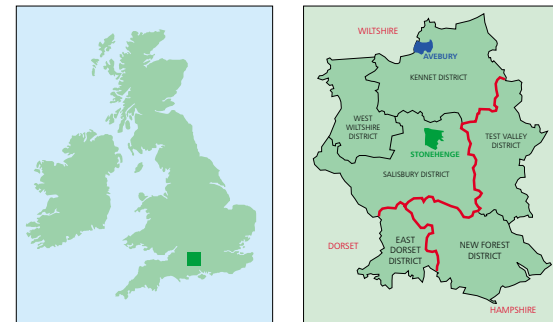 WILTSHIRE
AVEBURY
KENNET DISTRICT
WEST
WILTSHIRE
DISTRICT
TEST VALLEY
DISTRICT
STONEHENGE
SALISBURY DISTRICT
DORSET
EAST
DORSET
DISTRICT
NEW FOREST
DISTRICT
HAMPSHIRE